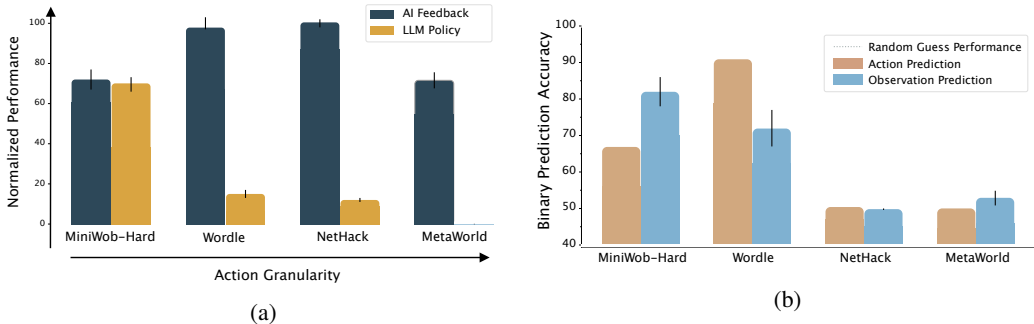 Normalized Performance
100
80
60
40
20
0
AI Feedback
LLM Policy
MiniWob-Hard
Wordle
NetHack
MetaWorld
Action Granularity
(a)
Binary Prediction Accuracy
100
90
80
70
60
50
40
Random Guess Performance
Action Prediction
Observation Prediction
MiniWob-Hard
Wordle
NetHack
MetaWorld
(b)